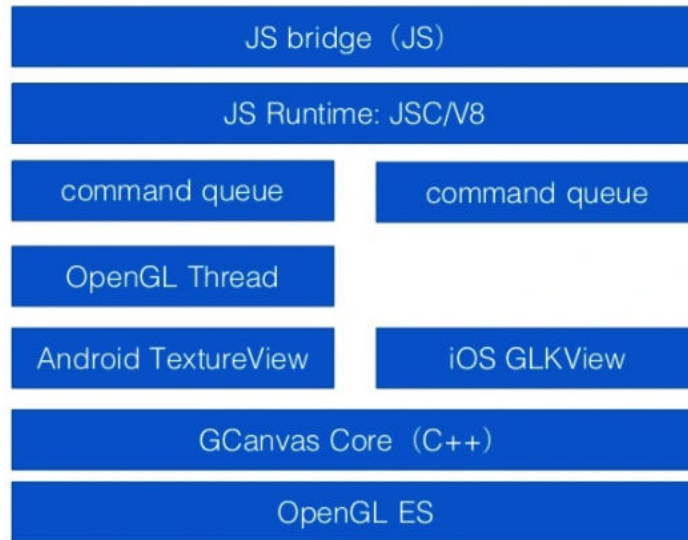 JS bridge（JS）
JS Runtime: JSC/V8
command queue
command queue
OpenGL Thread
Android TextureView
iOS GLKView
GCanvas Core（C++）
OpenGL ES